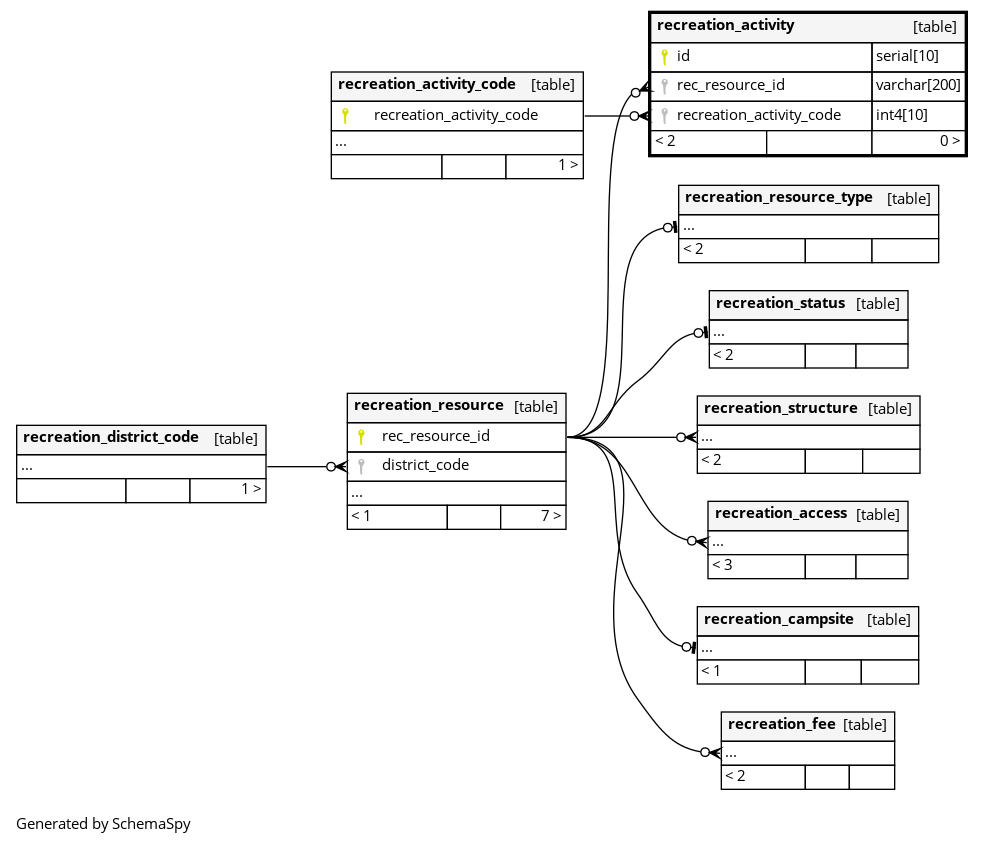 recreation_activity [table]
id serial[10]
rec_resource_id varchar[200]
recreation_activity_code int4[10]
< 2 0 >
recreation_activity_code [table]
recreation_activity_code
...
1 >
recreation_resource_type [table]
...
< 2
recreation_status [table]
...
< 2
recreation_resource [table]
rec_resource_id
district_code
...
< 1 7 >
recreation_district_code [table]
...
1 >
recreation_structure [table]
...
< 2
recreation_access [table]
...
< 3
recreation_campsite [table]
...
< 1
recreation_fee [table]
...
< 2
Generated by SchemaSpy